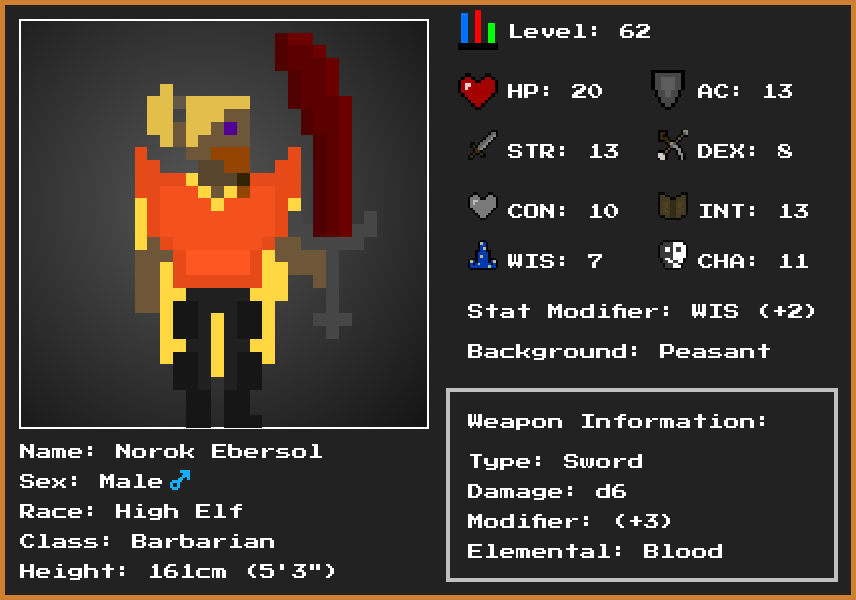 Level: 62
HP: 20 AC: 13
STR: 13 DEX: 8
CON: 10 INT: 13
WIS: 7 CHA: 11
Stat Modifier: WIS (+2)
Background: Peasant
Weapon Information:
Type: Sword
Damage: d6
Modifier: (+3)
Elemental: Blood
Name: Norok Ebersol
Sex: Male ♂
Race: High Elf
Class: Barbarian
Height: 161cm (5'3")